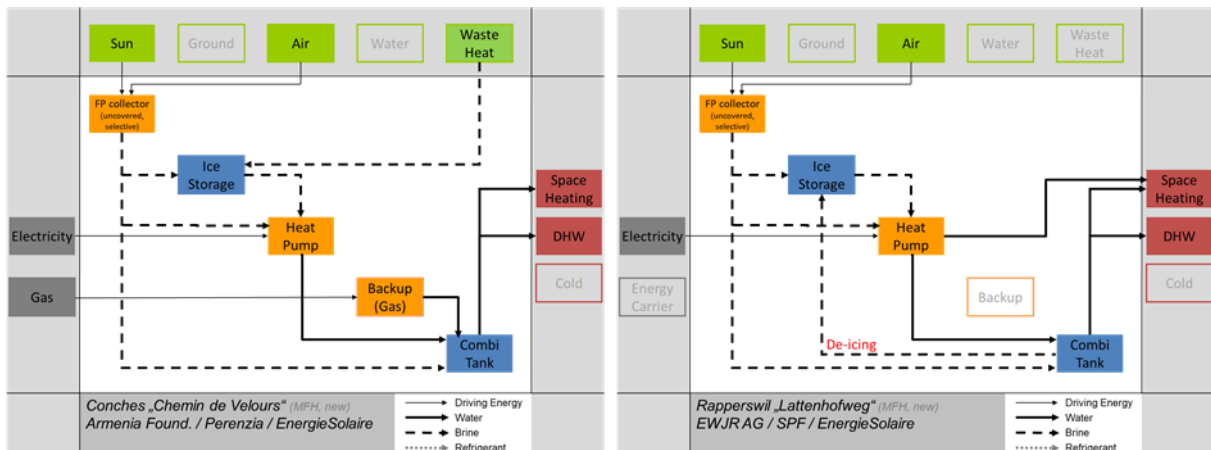 Sun
Ground
Air
Water
Waste
Heat
FP collector
(uncovered,
selective)
Ice
Storage
Space
Heating
Electricity
Heat
Pump
DHW
Gas
Backup
(Gas)
Cold
Combi
Tank
Conches „Chemin de Velours“ (MFH, new)
Armenia Found. / Perenzia / EnergieSolaire
Driving Energy
Water
Brine
Refrigerant
Sun
Ground
Air
Water
Waste
Heat
FP collector
(uncovered,
selective)
Ice
Storage
Space
Heating
Electricity
Heat
Pump
DHW
Energy
Carrier
Backup
Cold
De-icing
Combi
Tank
Rapperswil „Lattenhofweg“ (MFH, new)
EWJR AG / SPF / EnergieSolaire
Driving Energy
Water
Brine
Refrigerant